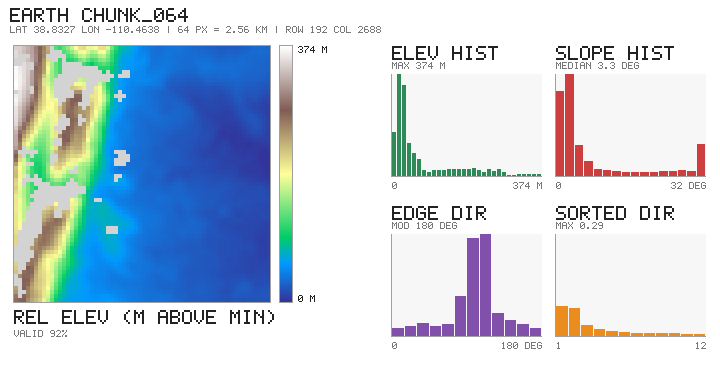 EARTH CHUNK_064
LAT 38.8327 LON -110.4638 | 64 PX = 2.56 KM | ROW 192 COL 2688
374 M
0 M
REL ELEV (M ABOVE MIN)
VALID 92%
ELEV HIST
MAX 374 M
0 374 M
SLOPE HIST
MEDIAN 3.3 DEG
0 32 DEG
EDGE DIR
MOD 180 DEG
0 180 DEG
SORTED DIR
MAX 0.29
1 12